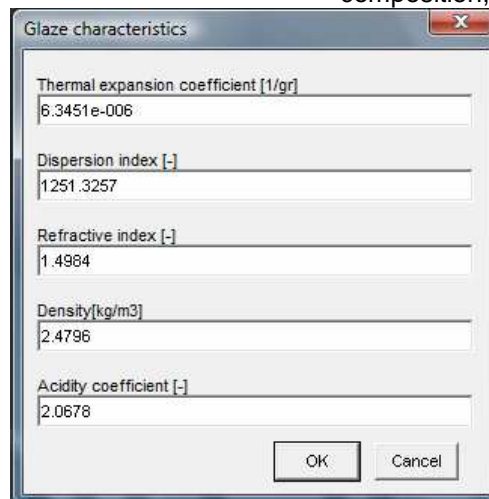 composition,
Glaze characteristics
Thermal expansion coefficient [1/gr]
6.3451e-006
Dispersion index [-]
1251.3257
Refractive index [-]
1.4984
Density[kg/m3]
2.4796
Acidity coefficient [-]
2.0678
OK Cancel